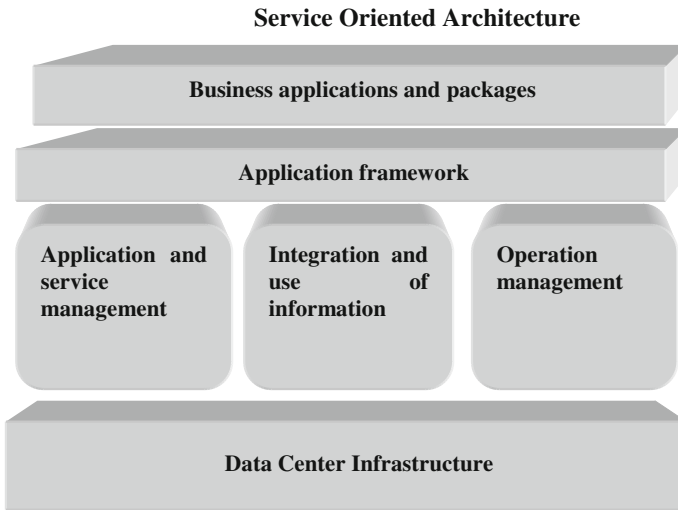 Service Oriented Architecture
Business applications and packages
Application framework
Application and
service
management
Integration and
use of
information
Operation
management
Data Center Infrastructure